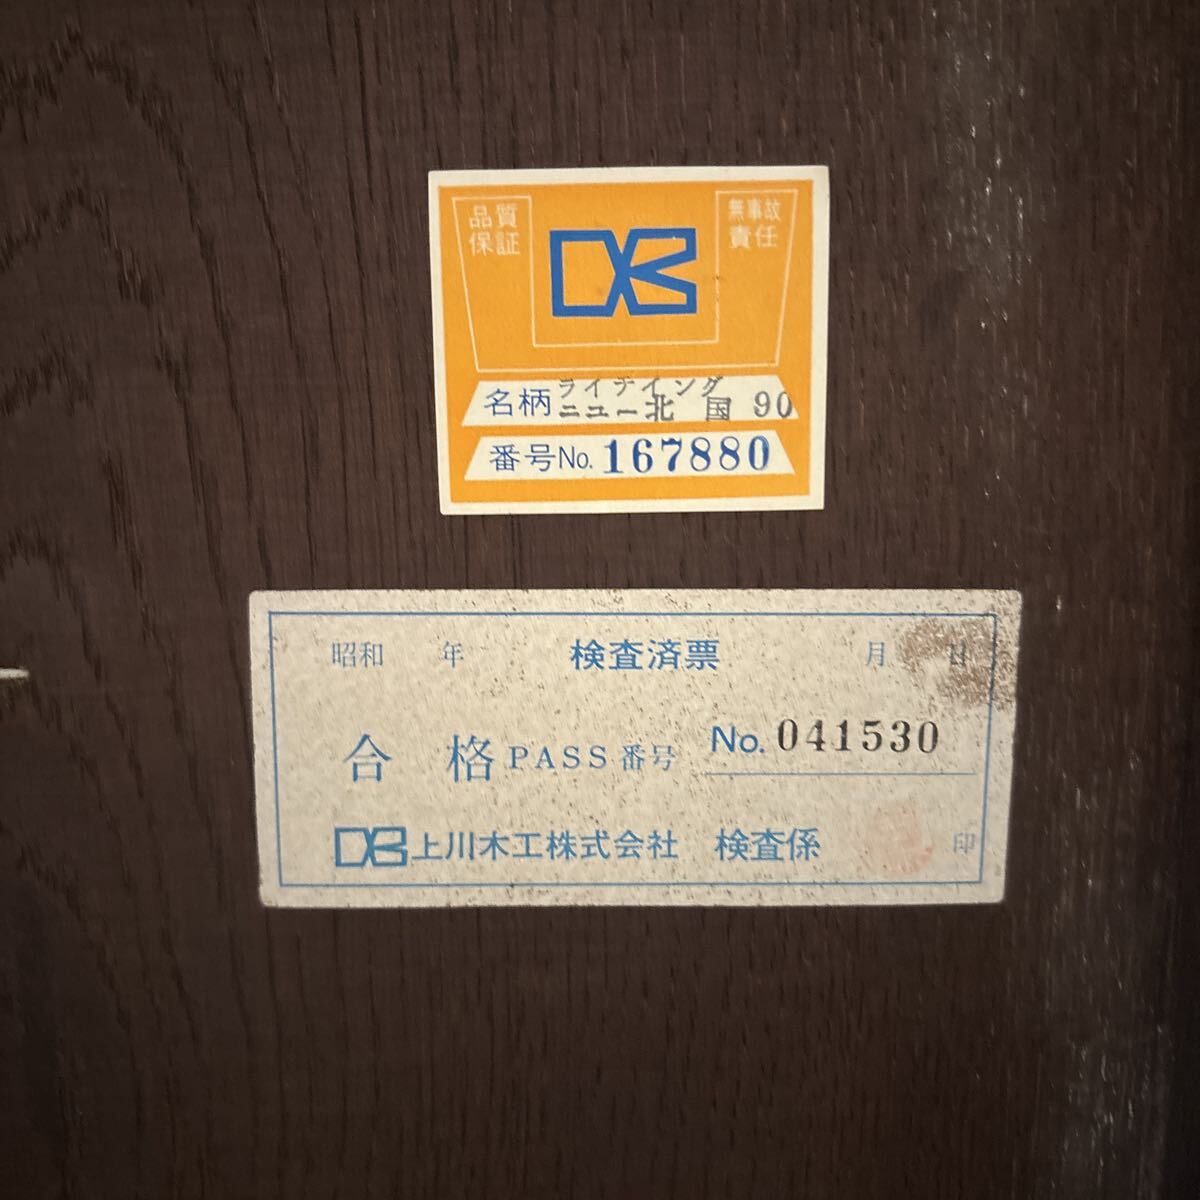 品質
保証
無事故
責任
名柄 ライテイング
ニュー北 国 90
番号No. 167880
昭和 年 検査済票 月 日
合 格 PASS 番号 No. 041530
上川木工株式会社 検査係 印